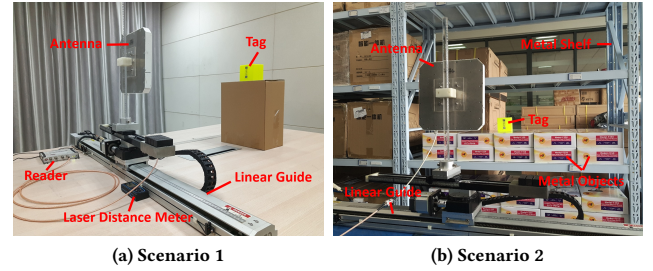 Antenna
Tag
Reader
Linear Guide
Laser Distance Meter
(a) Scenario 1
Antenna
Metal Shelf
Tag
Metal Objects
Linear Guide
(b) Scenario 2